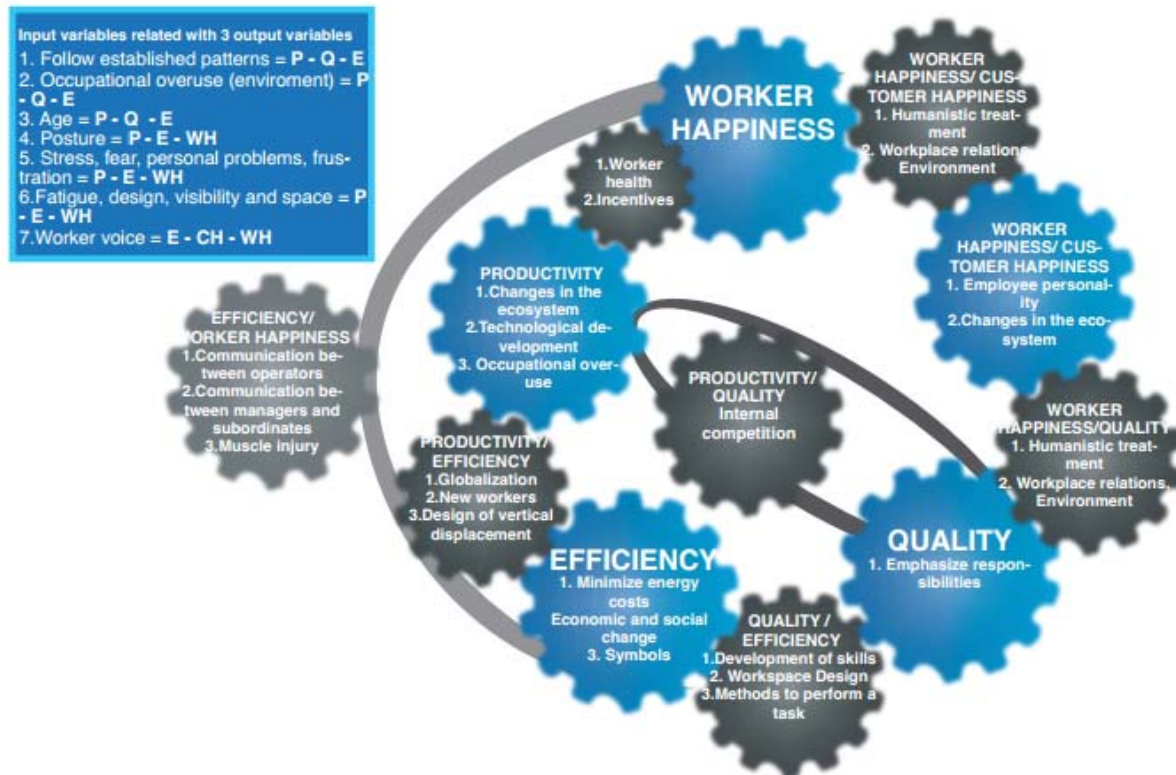 Input variables related with 3 output variables
1. Follow established patterns = P - Q - E
2. Occupational overuse (enviroment) = P
- Q - E
3. Age = P - Q - E
4. Posture = P - E - WH
5. Stress, fear, personal problems, frus-
tration = P - E - WH
6.Fatigue, design, visibility and space = P
- E - WH
7.Worker voice = E - CH - WH
WORKER
HAPPINESS
WORKER
HAPPINESS/ CUS-
TOMER HAPPINESS
1. Humanistic treat-
ment
2. Workplace relations,
Environment
1.Worker
health
2.Incentives
WORKER
HAPPINESS/ CUS-
TOMER HAPPINESS
1. Employee personal-
ity
2.Changes in the eco-
system
PRODUCTIVITY
1.Changes in the
ecosystem
2.Technological de-
velopment
3. Occupational over-
use
EFFICIENCY/
WORKER HAPPINESS
1.Communication be-
tween operators
2.Communication be-
tween managers and
subordinates
3.Muscle injury
PRODUCTIVITY/
QUALITY
Internal
competition
WORKER
HAPPINESS/QUALITY
1. Humanistic treat-
ment
2. Workplace relations,
Environment
PRODUCTIVITY/
EFFICIENCY
1.Globalization
2.New workers
3.Design of vertical
displacement
QUALITY
1. Emphasize respon-
sibilities
EFFICIENCY
1. Minimize energy
costs
Economic and social
change
3. Symbols
QUALITY /
EFFICIENCY
1.Development of skills
2. Workspace Design
3.Methods to perform a
task